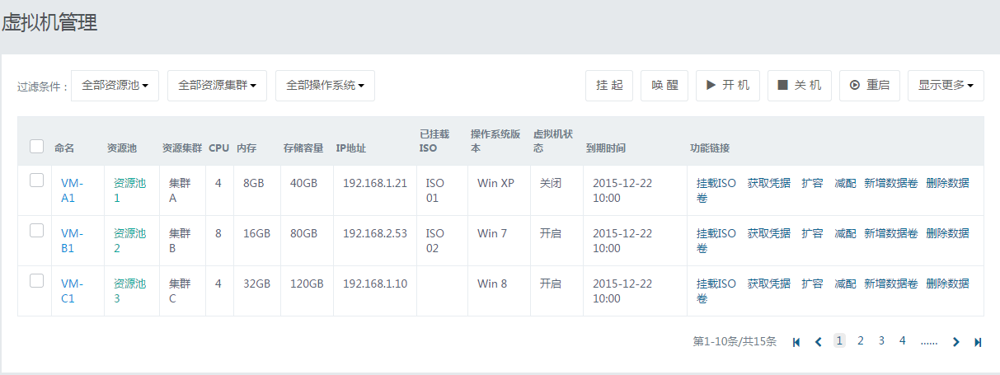 虚拟机管理
过滤条件： 全部资源池 全部资源集群 全部操作系统 挂 起 唤 醒 开 机 关 机 重启 显示更多
命名 资源池 资源集群 CPU 内存 存储容量 IP地址 已挂载ISO 操作系统版本 虚拟机状态 到期时间 功能链接
VM-A1 资源池1 集群A 4 8GB 40GB 192.168.1.21 ISO01 Win XP 关闭 2015-12-22 10:00 挂载ISO 获取凭据 扩容 减配 新增数据卷 删除数据卷
VM-B1 资源池2 集群B 8 16GB 80GB 192.168.2.53 ISO02 Win 7 开启 2015-12-22 10:00 挂载ISO 获取凭据 扩容 减配 新增数据卷 删除数据卷
VM-C1 资源池3 集群C 4 32GB 120GB 192.168.1.10 Win 8 开启 2015-12-22 10:00 挂载ISO 获取凭据 扩容 减配 新增数据卷 删除数据卷
第1-10条/共15条 1 2 3 4 ......